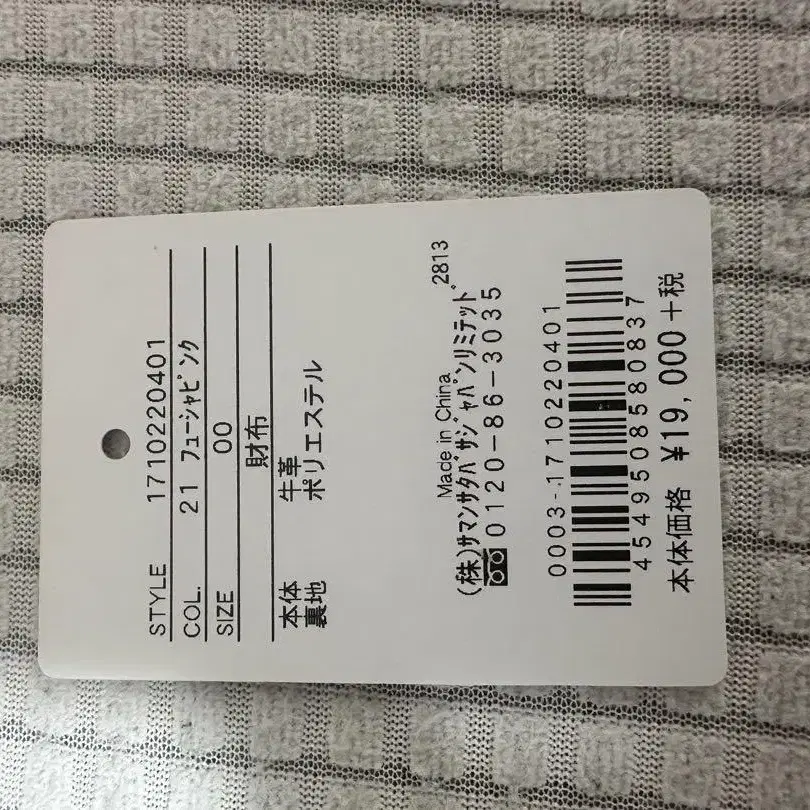 STYLE 1710220401
COL. 21 フューシャピンク
SIZE 00
財布
本体 牛革
裏地 ポリエステル
2813
Made in China
(株)サマンサタバサジャパンリミテッド
0120-86-3035
0003-1710220401
4549508580837
本体価格 ¥19,000+税